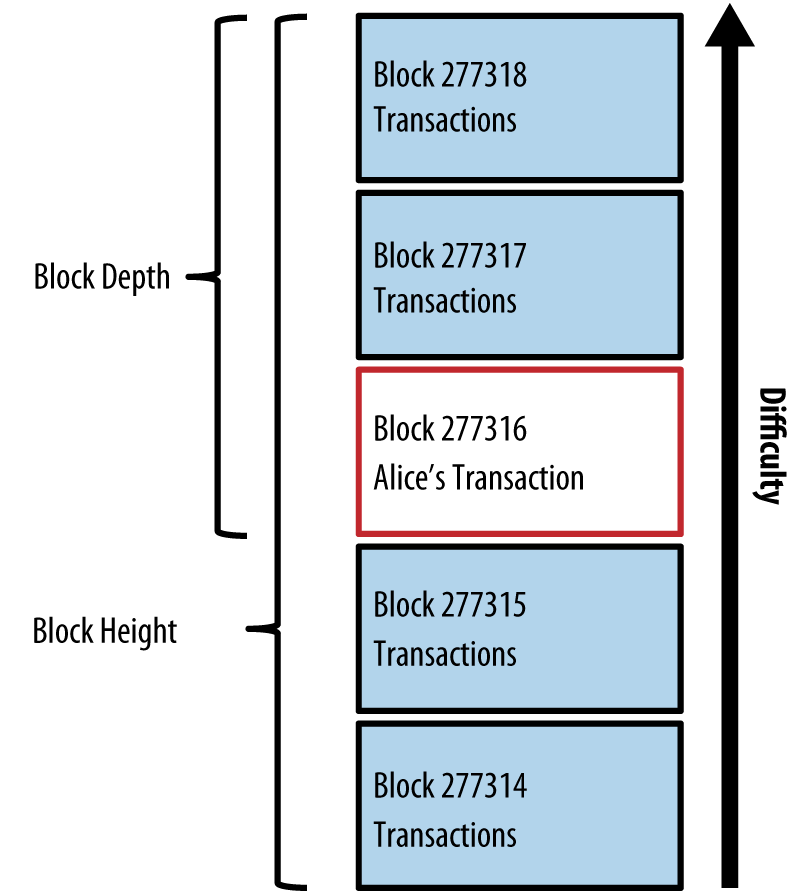 Block 277318
Transactions
Block 277317
Transactions
Block Depth
Block 277316
Alice’s Transaction
Difficulty
Block 277315
Transactions
Block Height
Block 277314
Transactions